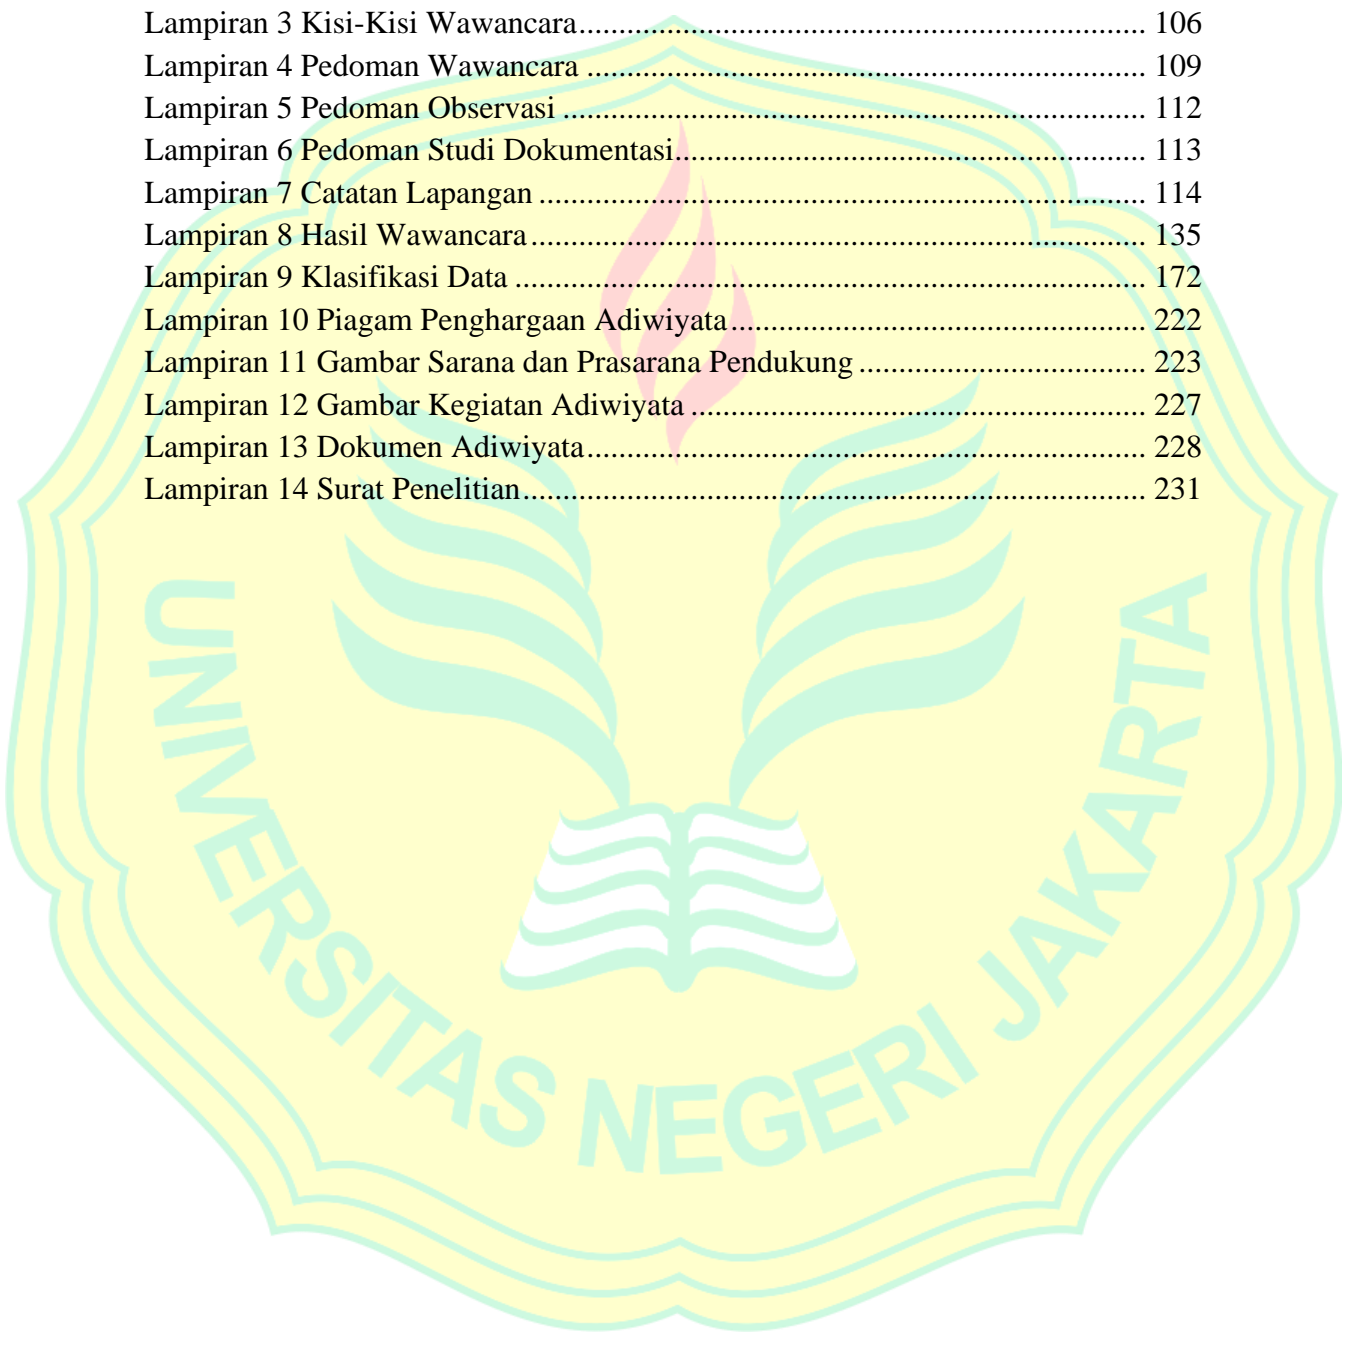 Lampiran 3 Kisi-Kisi Wawancara........................................................................ 106
Lampiran 4 Pedoman Wawancara ....................................................................... 109
Lampiran 5 Pedoman Observasi .......................................................................... 112
Lampiran 6 Pedoman Studi Dokumentasi............................................................ 113
Lampiran 7 Catatan Lapangan ............................................................................. 114
Lampiran 8 Hasil Wawancara.............................................................................. 135
Lampiran 9 Klasifikasi Data ................................................................................ 172
Lampiran 10 Piagam Penghargaan Adiwiyata..................................................... 222
Lampiran 11 Gambar Sarana dan Prasarana Pendukung .................................... 223
Lampiran 12 Gambar Kegiatan Adiwiyata .......................................................... 227
Lampiran 13 Dokumen Adiwiyata....................................................................... 228
Lampiran 14 Surat Penelitian............................................................................... 231
UNIVERSITAS NEGERI JAKARTA